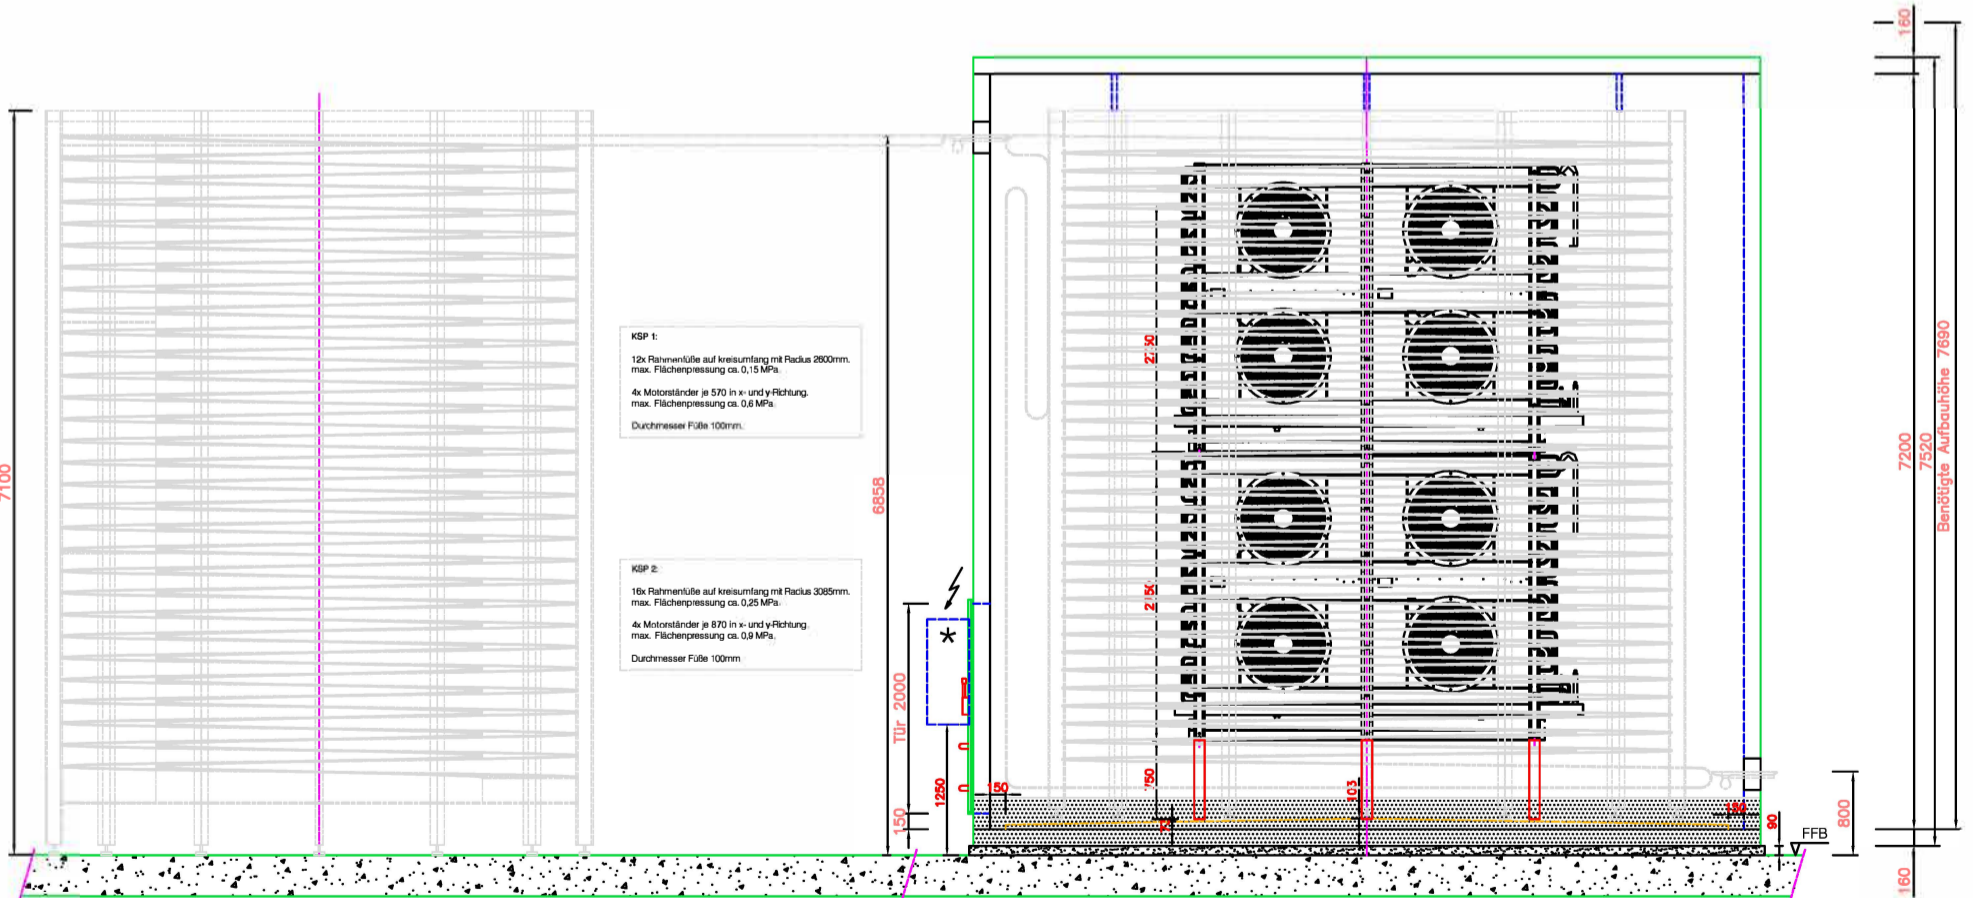 160
7100
6858
KSP 1:
12x Rahmenfüße auf kreisumfang mit Radius 2600mm.
max. Flächenpressung ca. 0,15 MPa.
4x Motorständer je 570 in x- und y-Richtung.
max. Flächenpressung ca. 0,6 MPa.
Durchmesser Füße 100mm.
KSP 2:
16x Rahmenfüße auf kreisumfang mit Radius 3085mm.
max. Flächenpressung ca. 0,25 MPa.
4x Motorständer je 870 in x- und y-Richtung.
max. Flächenpressung ca. 0,9 MPa.
Durchmesser Füße 100mm
*
Tür 2000
150
1250
150
103
90
FFB
800
7200
7520
Benötigte Aufbauhöhe 7690
160